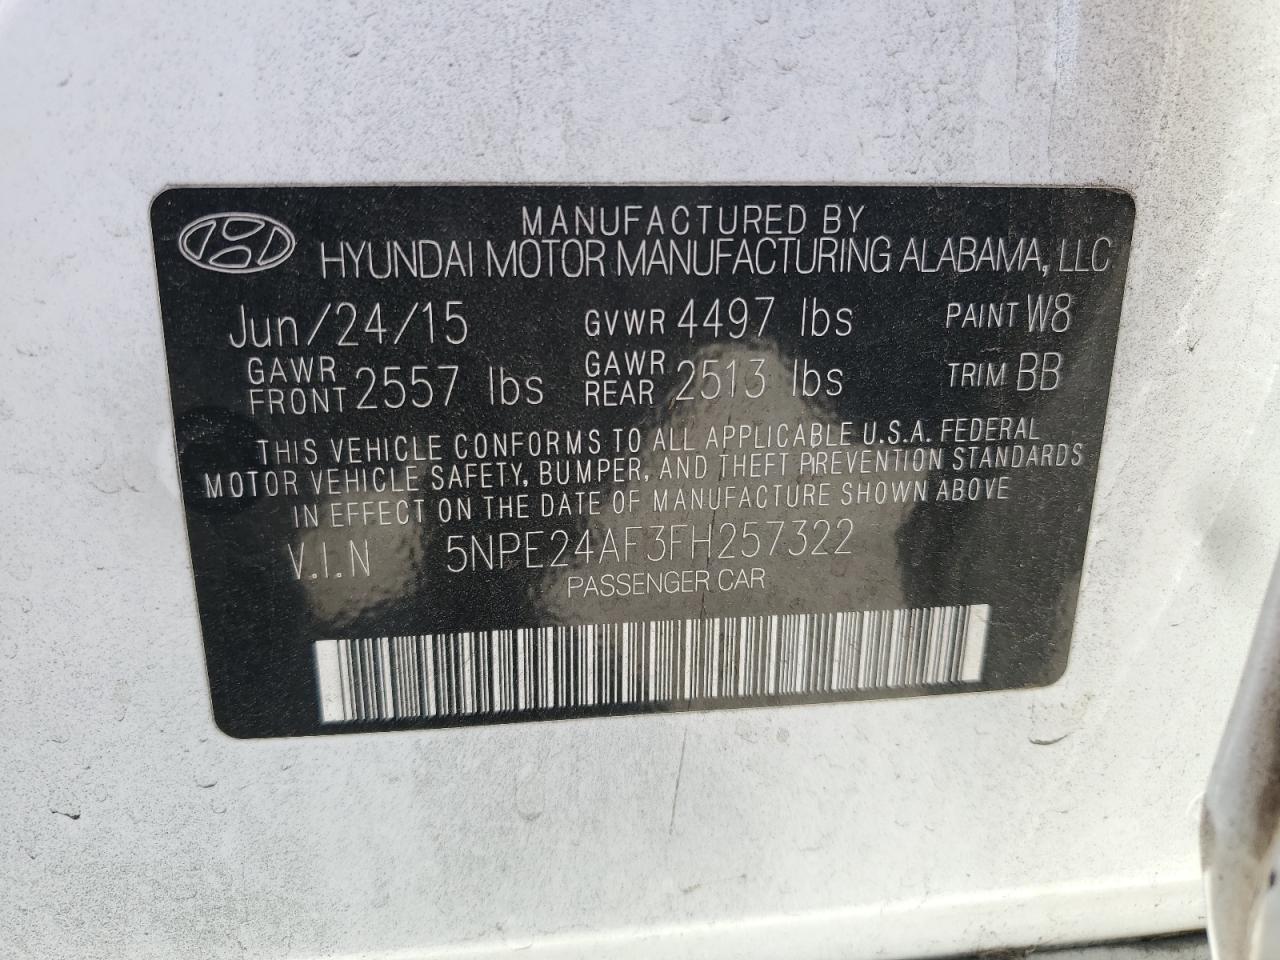 MANUFACTURED BY
HYUNDAI MOTOR MANUFACTURING ALABAMA, LLC
Jun/24/15 GVWR 4497 lbs PAINT W8
GAWR FRONT 2557 lbs GAWR REAR 2513 lbs TRIM BB
THIS VEHICLE CONFORMS TO ALL APPLICABLE U.S.A. FEDERAL
MOTOR VEHICLE SAFETY, BUMPER, AND THEFT PREVENTION STANDARDS
IN EFFECT ON THE DATE OF MANUFACTURE SHOWN ABOVE
V.I.N 5NPE24AF3FH257322
PASSENGER CAR